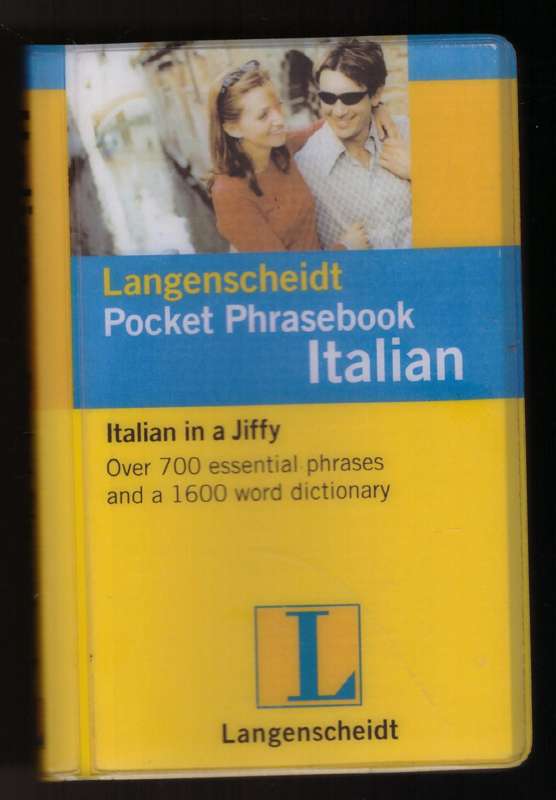 Langenscheidt
Pocket Phrasebook
Italian
Italian in a Jiffy
Over 700 essential phrases
and a 1600 word dictionary
L
Langenscheidt